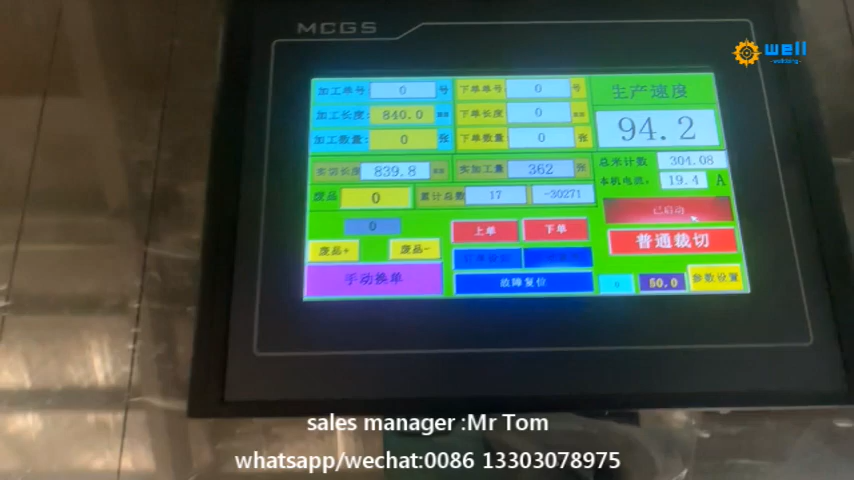 MCGS
well
-welding-
加工单号 0 号 下单单号 0 号 生产速度
加工长度: 840.0 mm 下单长度 0 mm 94.2
加工数量: 0 张 下单数量: 0 张
总米计数 304.08
实切长度 839.8 mm 实加工量 362 张
本机电流: 19.4 A
废品 0 累计总数 17 -30271
已启动
0 上单 下单
普通裁切
废品+ 废品-
手动换单 故障复位 0 50.0 参数设置
sales manager :Mr Tom
whatsapp/wechat:0086 13303078975